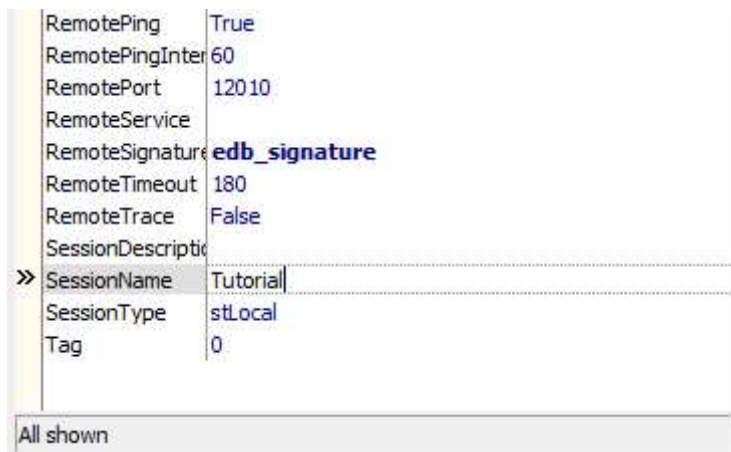 RemotePing True
RemotePingInter 60
RemotePort 12010
RemoteService
RemoteSignature edb_signature
RemoteTimeout 180
RemoteTrace False
SessionDescriptio
» SessionName Tutorial
SessionType stLocal
Tag 0
All shown